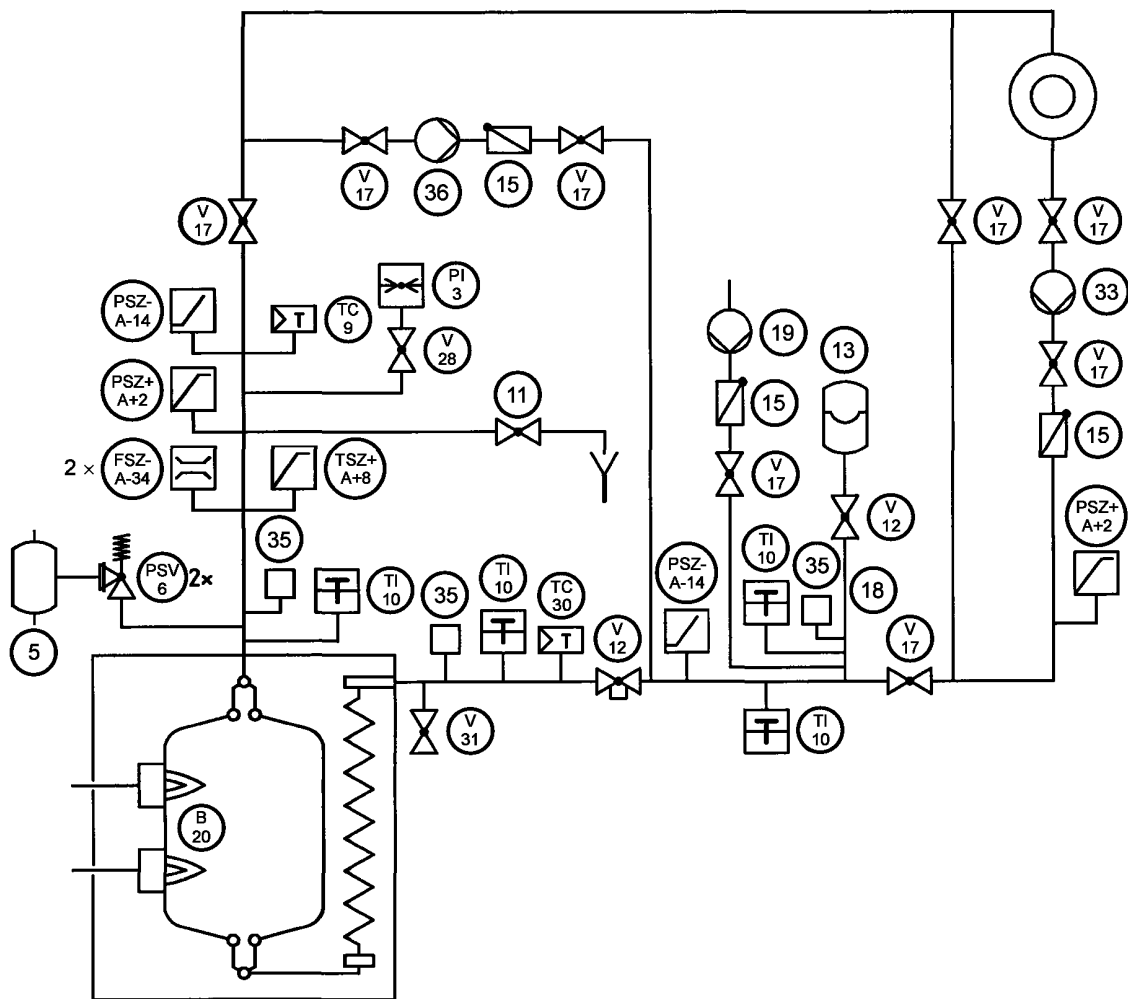 V
17
36
15
V
17
V
17
V
17
V
17
PSZ-
A-14
T
TC
9
PI
3
V
28
19
13
33
PSZ+
A+2
11
15
V
17
2 ×
FSZ-
A-34
TSZ+
A+8
V
17
V
12
15
PSZ+
A+2
35
PSV
6
2×
T
TI
10
35
TI
10
T
TC
30
T
V
12
PSZ-
A-14
TI
10
T
35
18
V
17
5
V
31
T
TI
10
B
20